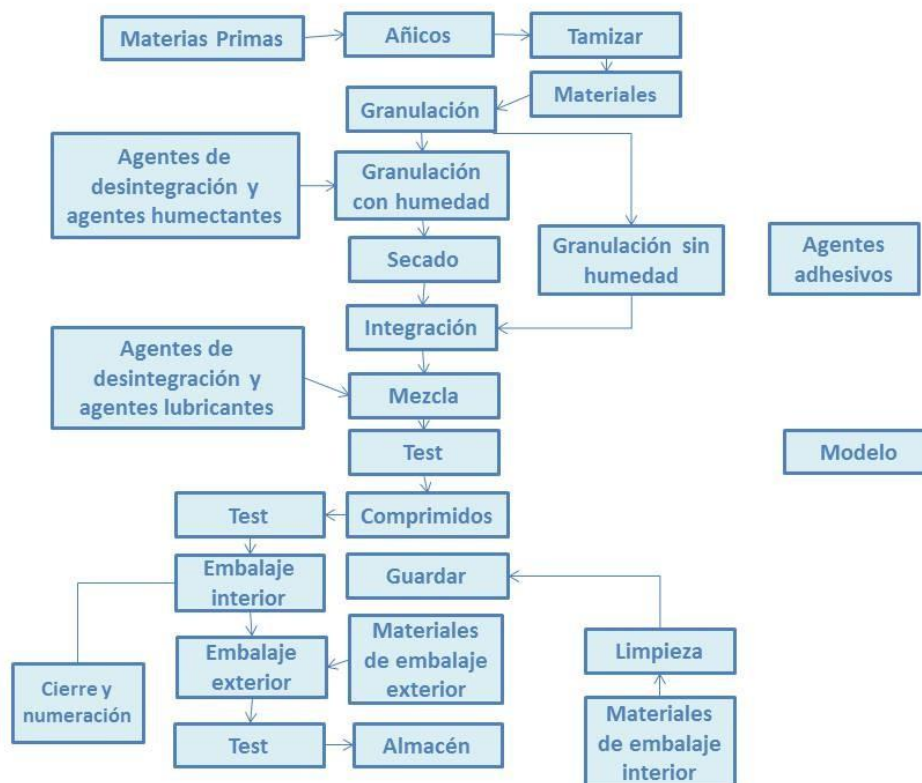 Materias Primas
Añicos
Tamizar
Materiales
Granulación
Agentes de
desintegración y
agentes humectantes
Granulación
con humedad
Granulación sin
humedad
Agentes
adhesivos
Secado
Integración
Agentes de
desintegración y
agentes lubricantes
Mezcla
Test
Modelo
Comprimidos
Test
Embalaje
interior
Guardar
Cierre y
numeración
Embalaje
exterior
Materiales
de embalaje
exterior
Limpieza
Materiales
de embalaje
interior
Test
Almacén